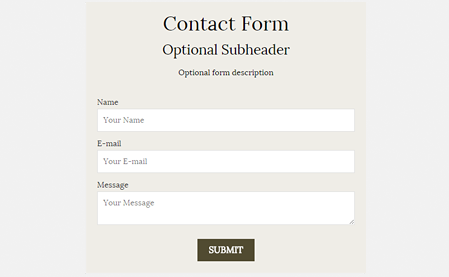 Contact Form
Optional Subheader
Optional form description
Name
Your Name
E-mail
Your E-mail
Message
Your Message
SUBMIT